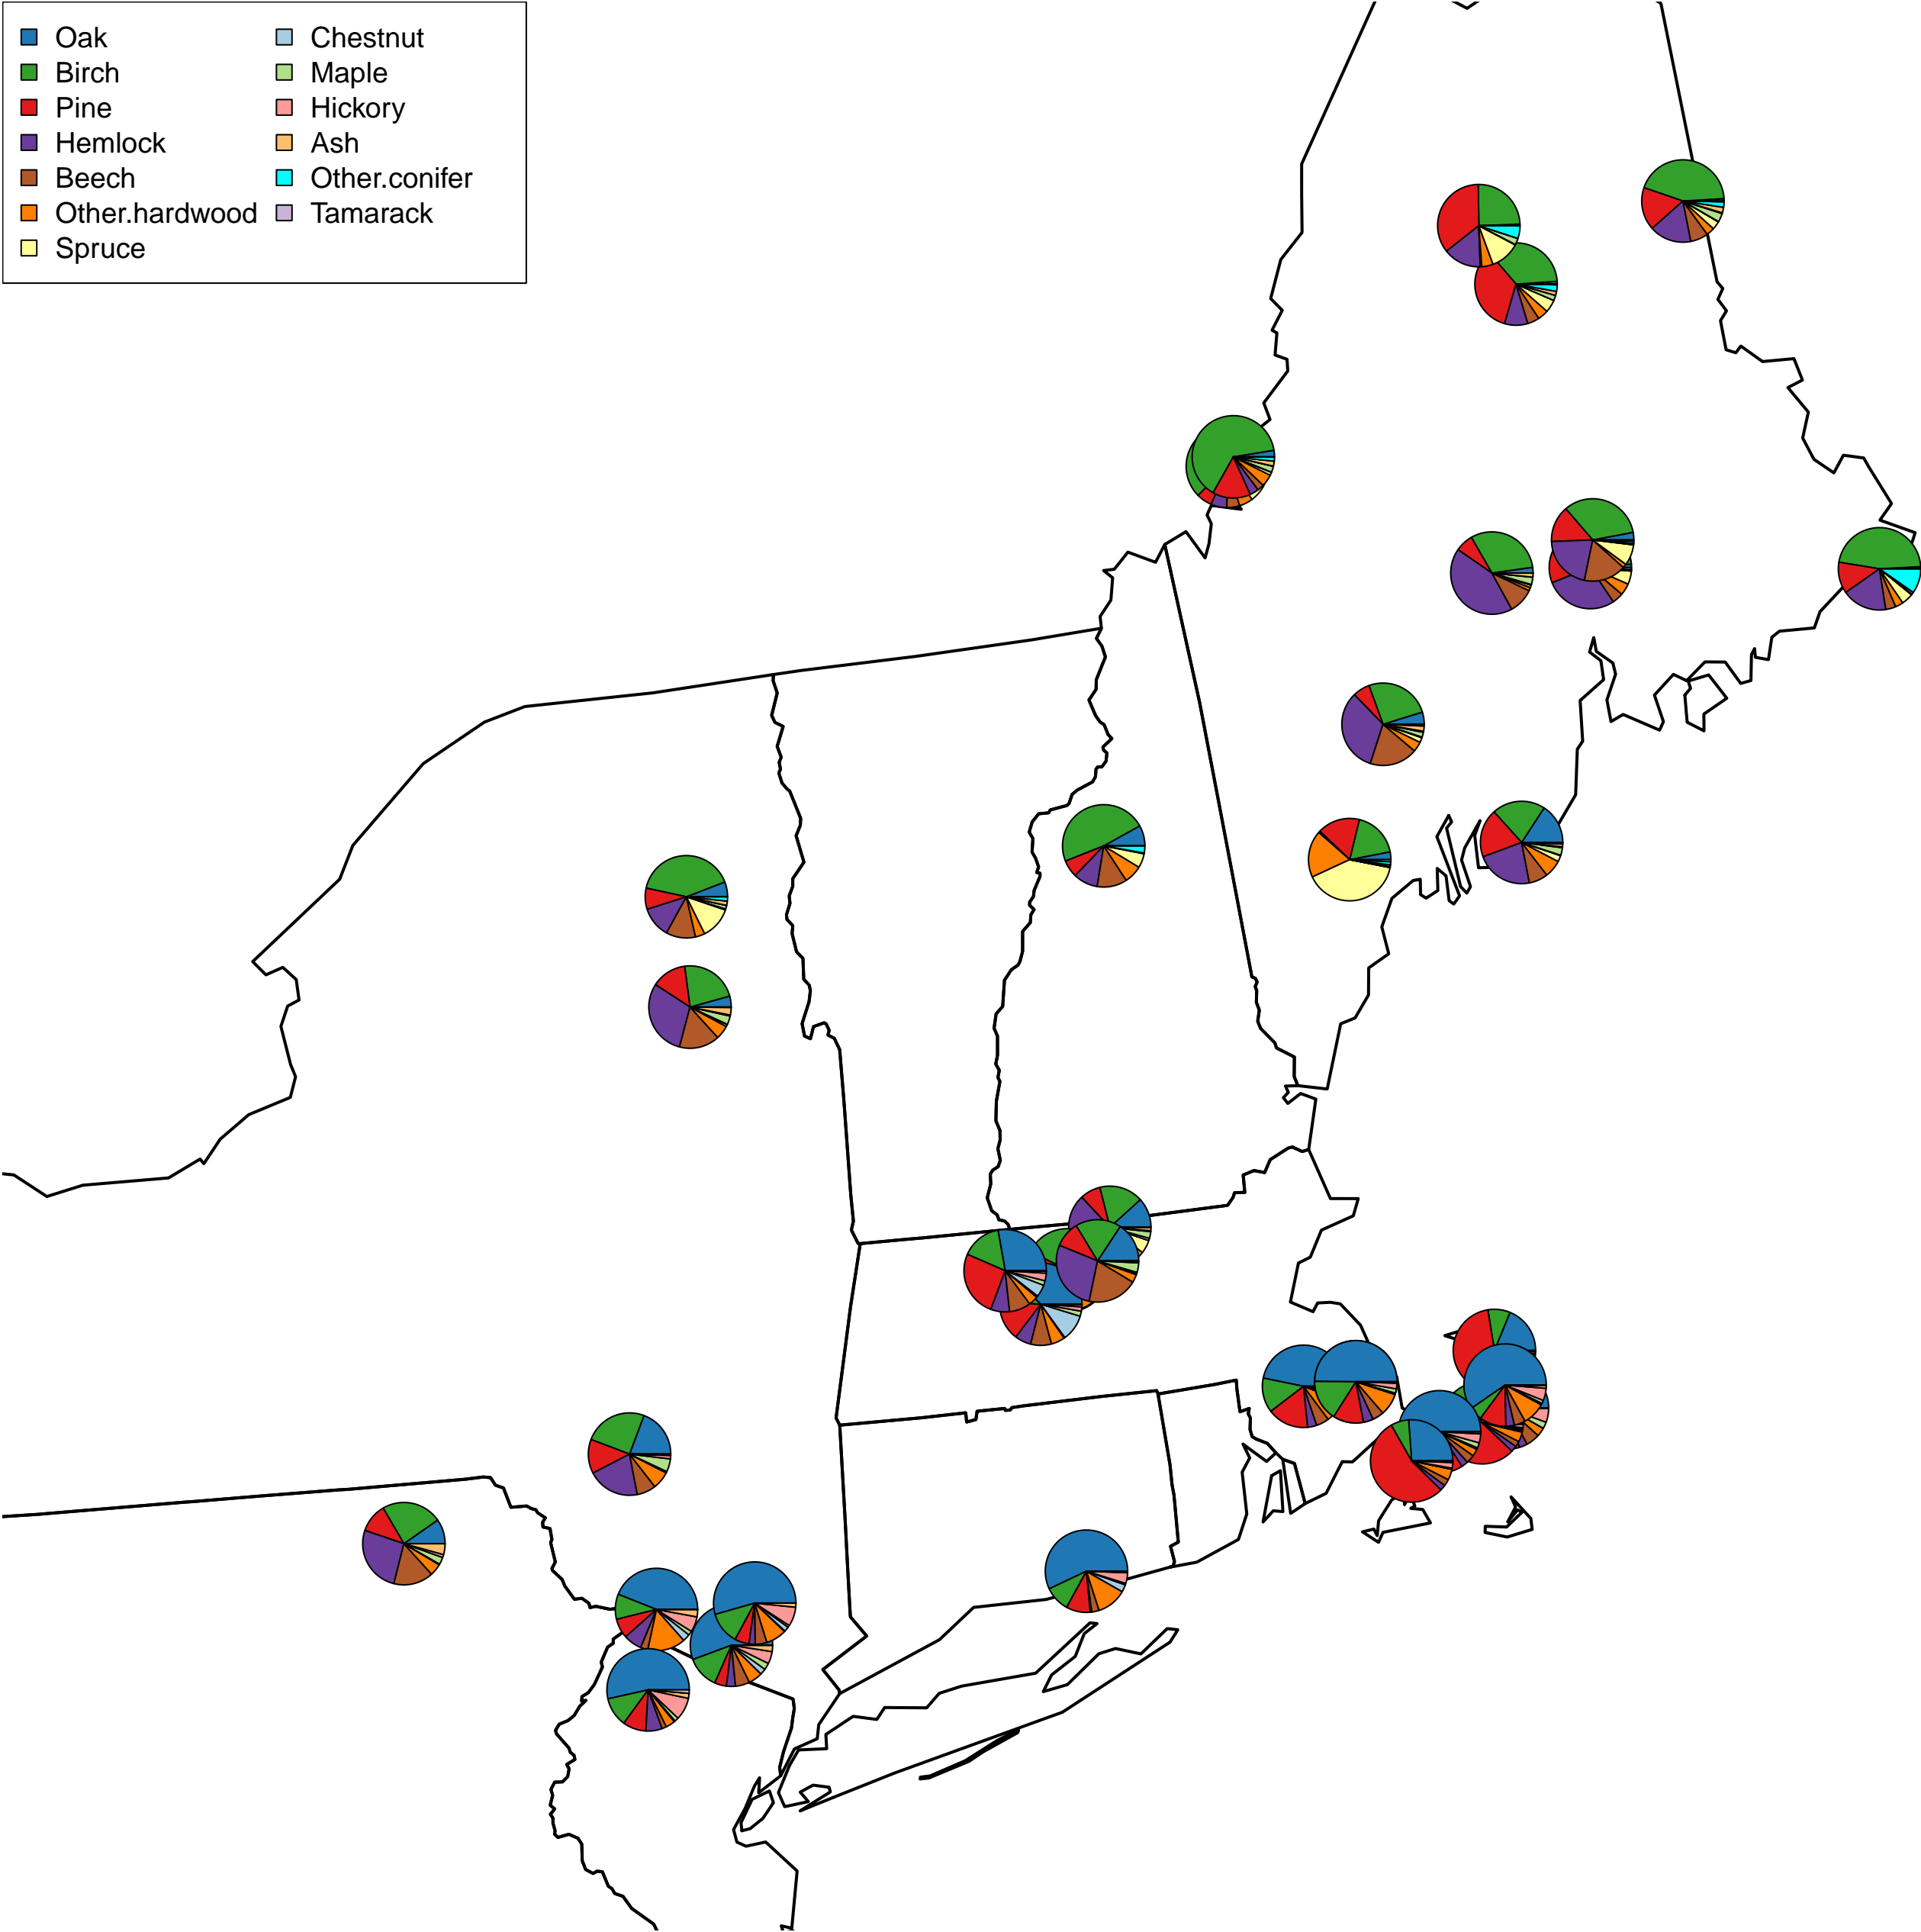 Oak
Birch
Pine
Hemlock
Beech
Other.hardwood
Spruce
Chestnut
Maple
Hickory
Ash
Other.conifer
Tamarack